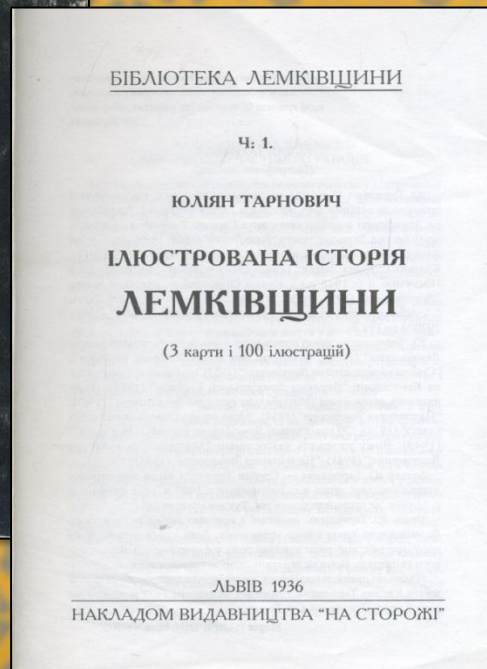 БІБЛІОТЕКА ЛЕМКІВЩИНИ
Ч: 1.
ЮЛІЯН ТАРНОВИЧ
ІЛЮСТРОВАНА ІСТОРІЯ
ЛЕМКІВЩИНИ
(3 карти і 100 ілюстрацій)
ЛЬВІВ 1936
НАКЛАДОМ ВИДАВНИЦТВА "НА СТОРОЖІ"